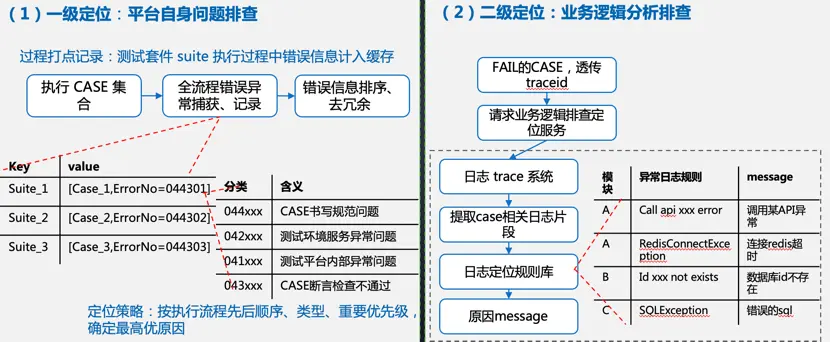 （1）一级定位：平台自身问题排查
过程打点记录：测试套件 suite 执行过程中错误信息计入缓存
执行 CASE 集
合
全流程错误异
常捕获、记录
错误信息排序、
去冗余
Key value
Suite_1 [Case_1,ErrorNo=044301]
Suite_2 [Case_2,ErrorNo=044302]
Suite_3 [Case_3,ErrorNo=044303]
分类 含义
044xxx CASE书写规范问题
042xxx 测试环境服务异常问题
041xxx 测试平台内部异常问题
043xxx CASE断言检查不通过
定位策略：按执行流程先后顺序、类型、重要优先级，
确定最高优原因
（2）二级定位：业务逻辑分析排查
FAIL的CASE，透传
traceid
请求业务逻辑排查定
位服务
日志 trace 系统
提取case相关日志片
段
日志定位规则库
原因message
模
块
异常日志规则
message
A Call api xxx error 调用某API异
常
A RedisConnectExce
ption
连接redis超
时
B Id xxx not exists 数据库id不存
在
C SQLException 错误的sql